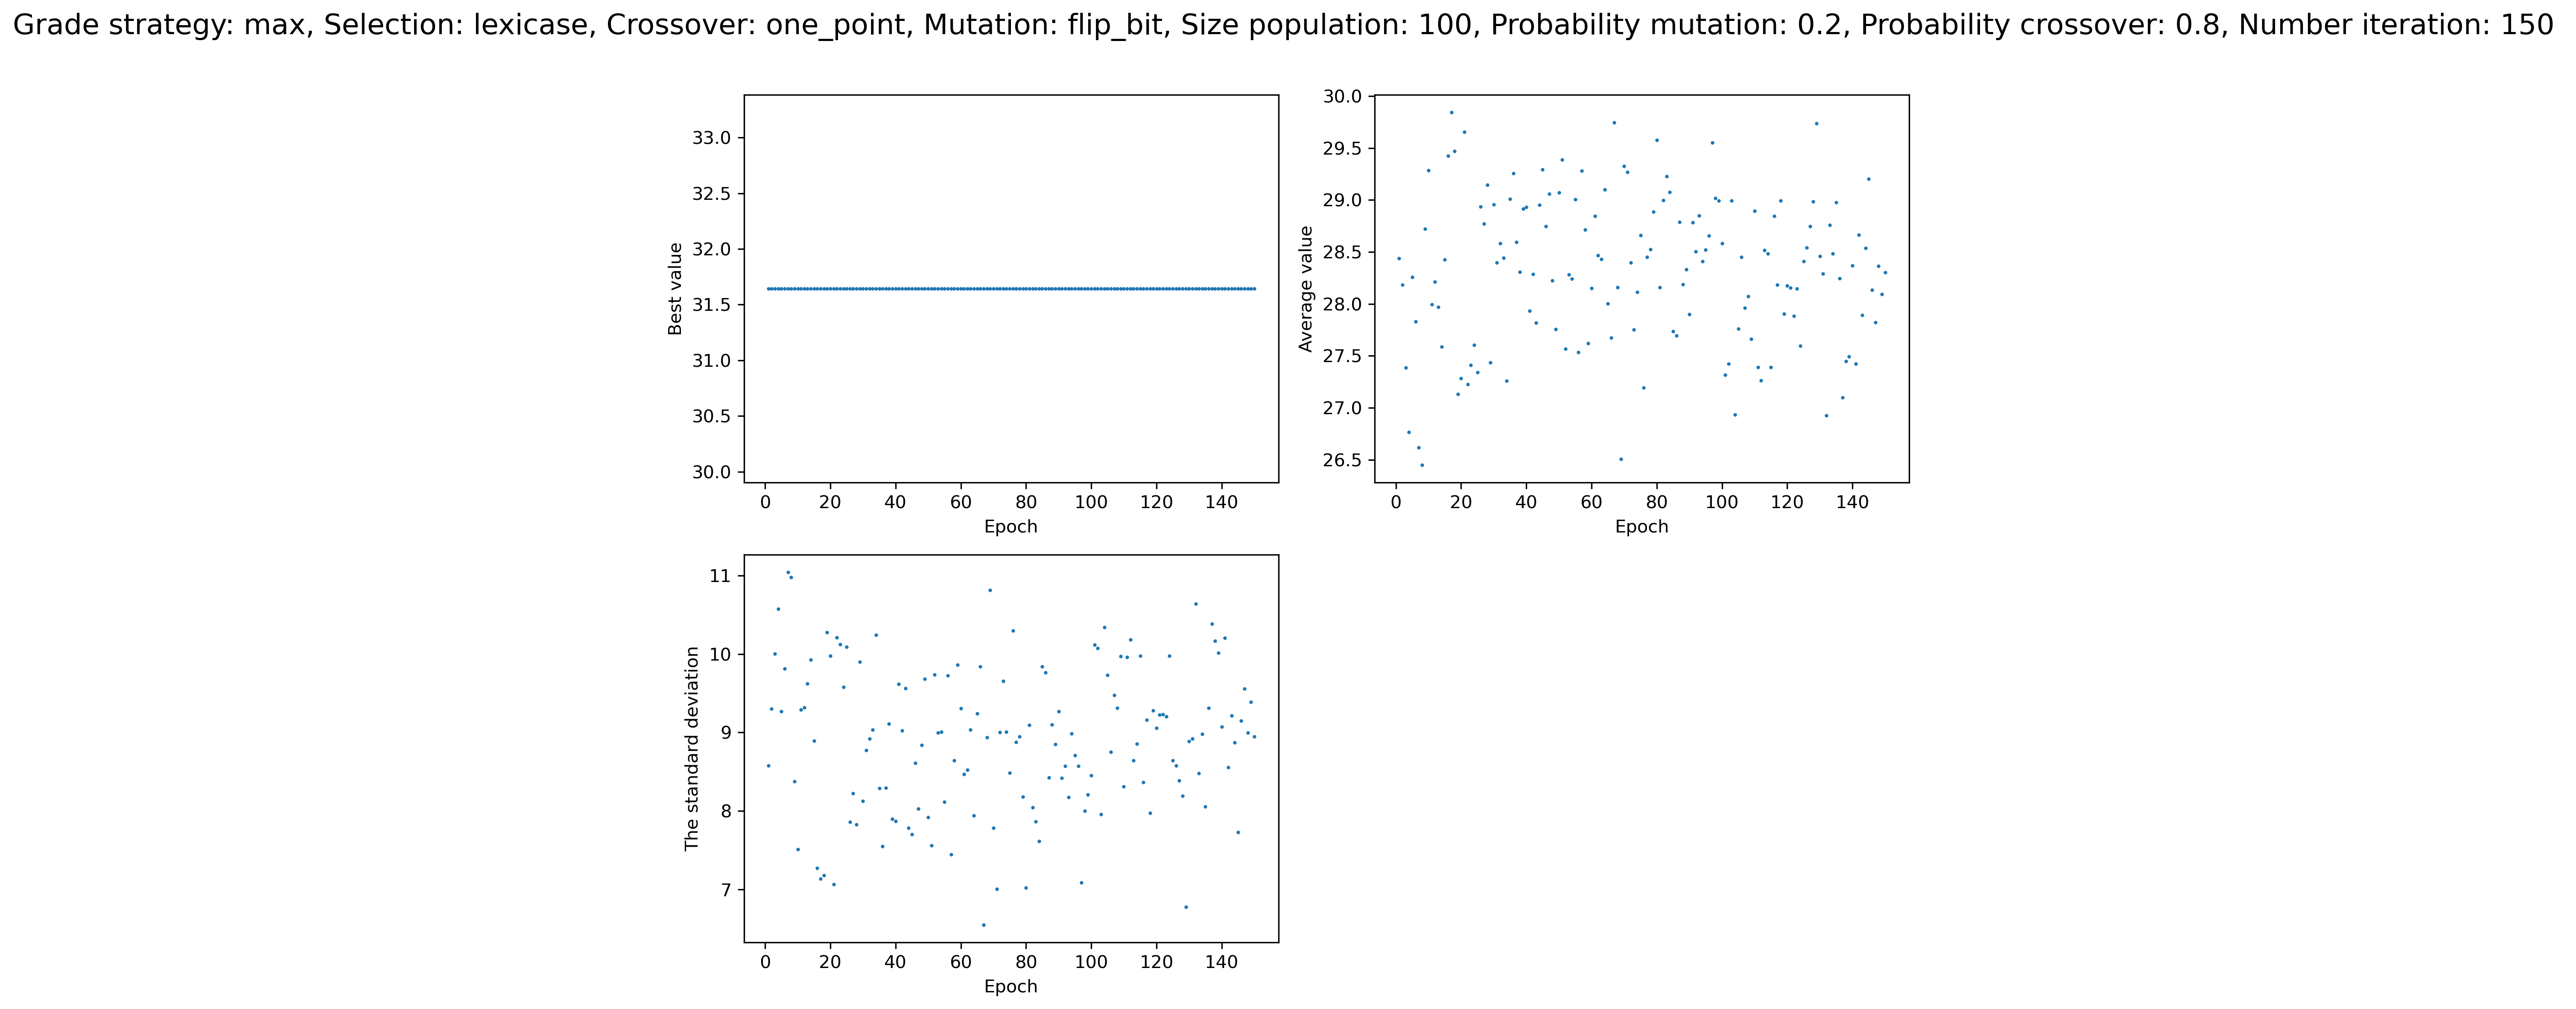 Grade strategy: max, Selection: lexicase, Crossover: one_point, Mutation: flip_bit, Size population: 100, Probability mutation: 0.2, Probability crossover: 0.8, Number iteration: 150
33.0
32.5
32.0
31.5
31.0
30.5
30.0
Best value
0 20 40 60 80 100 120 140
Epoch
30.0
29.5
29.0
28.5
28.0
27.5
27.0
26.5
Average value
0 20 40 60 80 100 120 140
Epoch
11
10
9
8
7
The standard deviation
0 20 40 60 80 100 120 140
Epoch